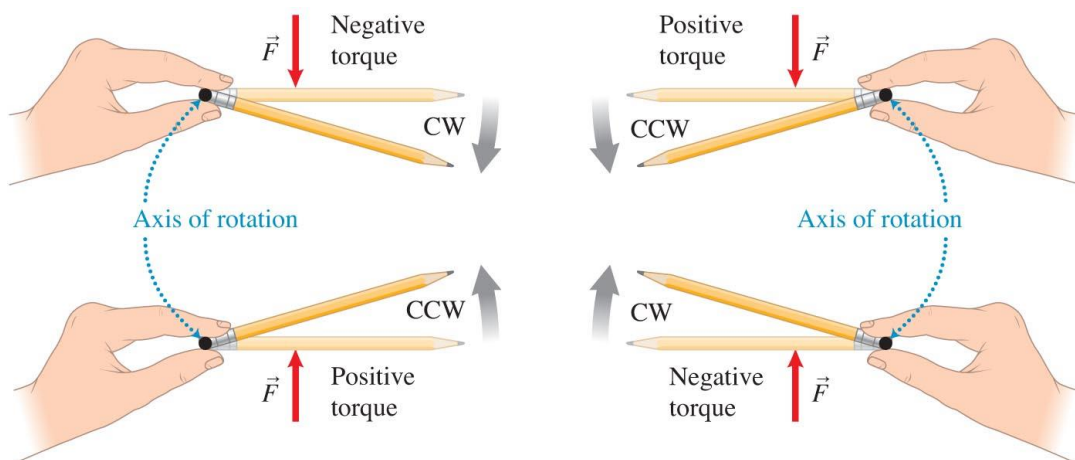 Negative
torque
F⃗
CW
Positive
torque
F⃗
CCW
Axis of rotation
Axis of rotation
CCW
F⃗
Positive
torque
CW
Negative
torque
F⃗